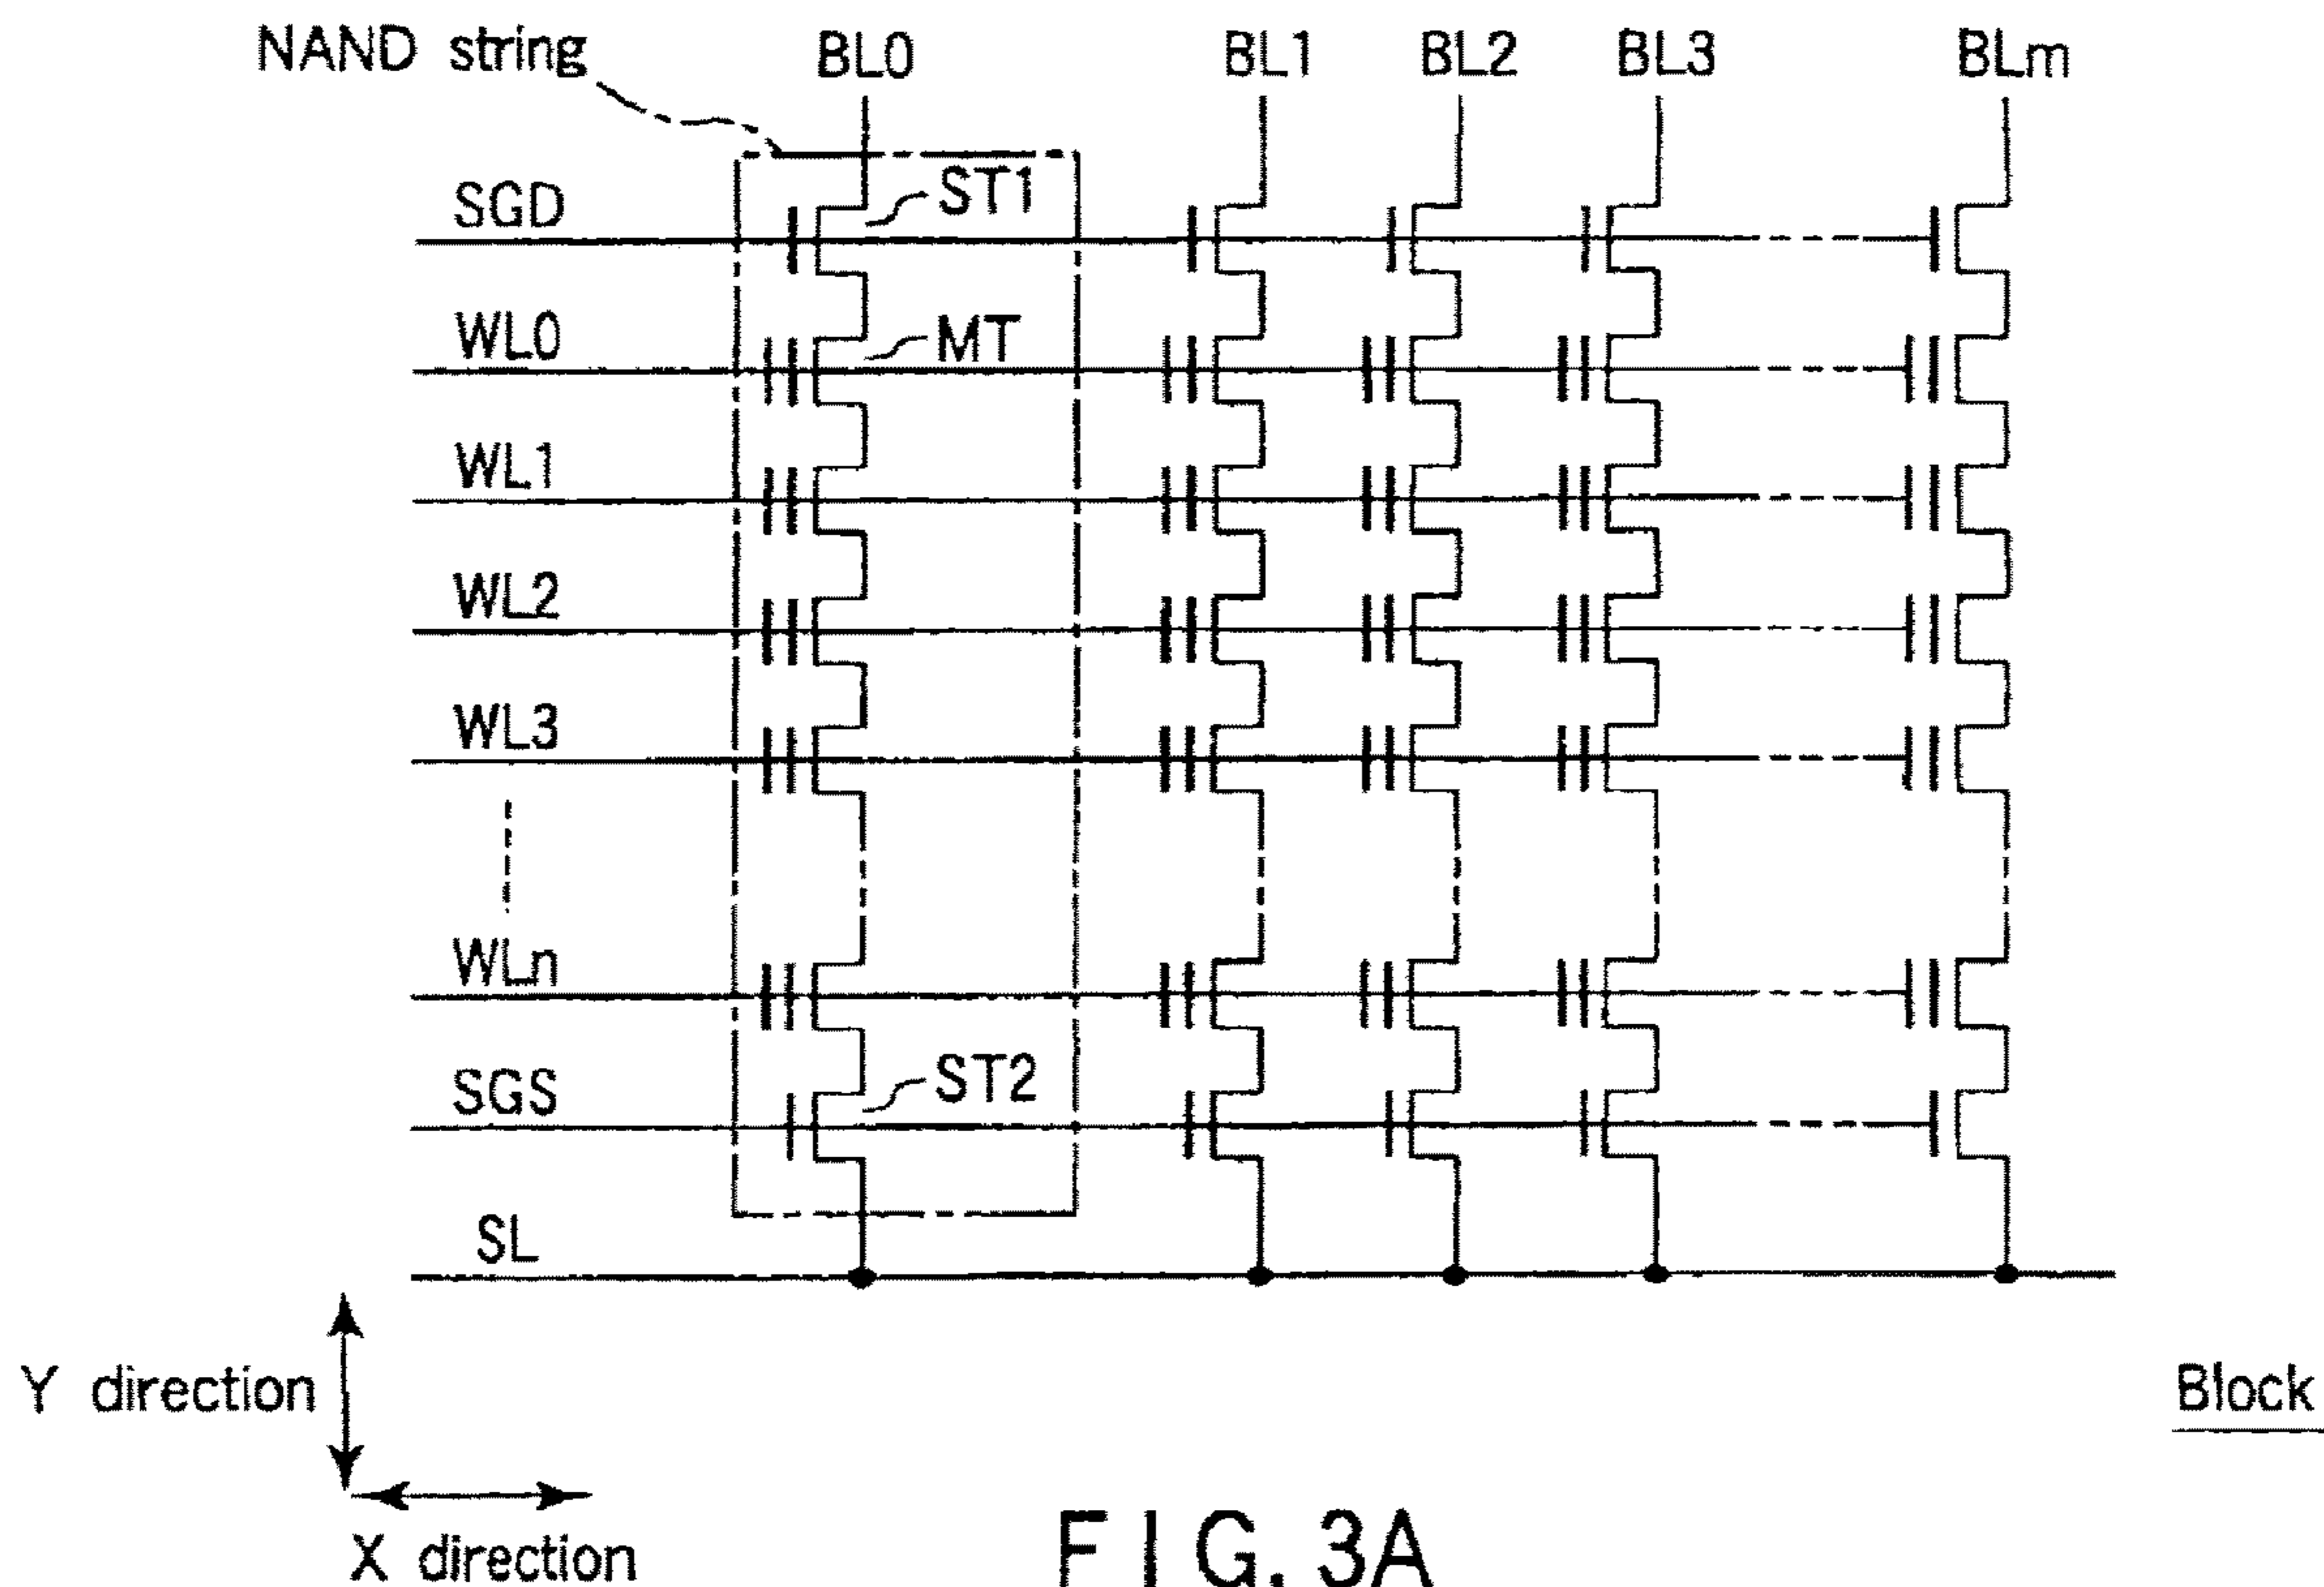 NAND string
BL0 BL1 BL2 BL3 BLm
SGD ST1
WL0 MT
WL1
WL2
WL3
WLn
SGS ST2
SL
Y direction
Block
X direction
FIG. 3A